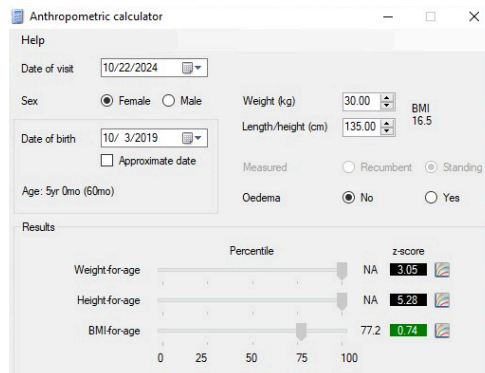 Anthropometric calculator
Help
Date of visit 10/22/2024
Sex Female Male
Weight (kg) 30.00 BMI
Length/height (cm) 135.00 16.5
Date of birth 10/ 3/2019
Approximate date
Measured Recumbent Standing
Age: 5yr 0mo (60mo)
Oedema No Yes
Results
Percentile z-score
Weight-for-age NA 3.05
Height-for-age NA 5.28
BMI-for-age 77.2 0.74
0 25 50 75 100